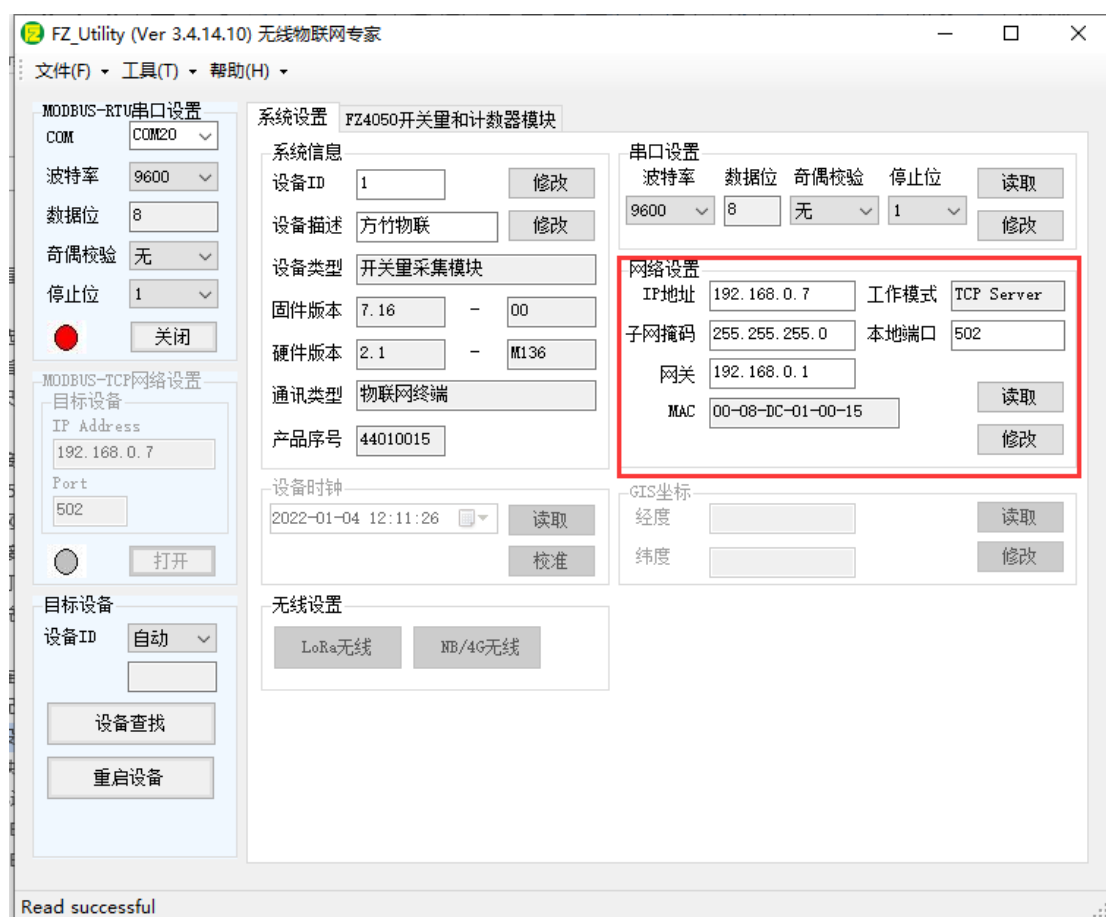 FZ_Utility (Ver 3.4.14.10) 无线物联网专家
文件(F) 工具(T) 帮助(H)
MODBUS-RTU串口设置
COM COM20
波特率 9600
数据位 8
奇偶校验 无
停止位 1
关闭
MODBUS-TCP网络设置
目标设备
IP Address
192.168.0.7
Port
502
打开
目标设备
设备ID 自动
设备查找
重启设备
系统设置 FZ4050开关量和计数器模块
系统信息
设备ID 1 修改
设备描述 方竹物联 修改
设备类型 开关量采集模块
固件版本 7.16 - 00
硬件版本 2.1 - M136
通讯类型 物联网终端
产品序号 44010015
设备时钟
2022-01-04 12:11:26 读取
校准
无线设置
LoRa无线 NB/4G无线
串口设置
波特率 数据位 奇偶校验 停止位 读取
9600 8 无 1 修改
网络设置
IP地址 192.168.0.7 工作模式 TCP Server
子网掩码 255.255.255.0 本地端口 502
网关 192.168.0.1 读取
MAC 00-08-DC-01-00-15
修改
GIS坐标
经度 读取
纬度 修改
Read successful